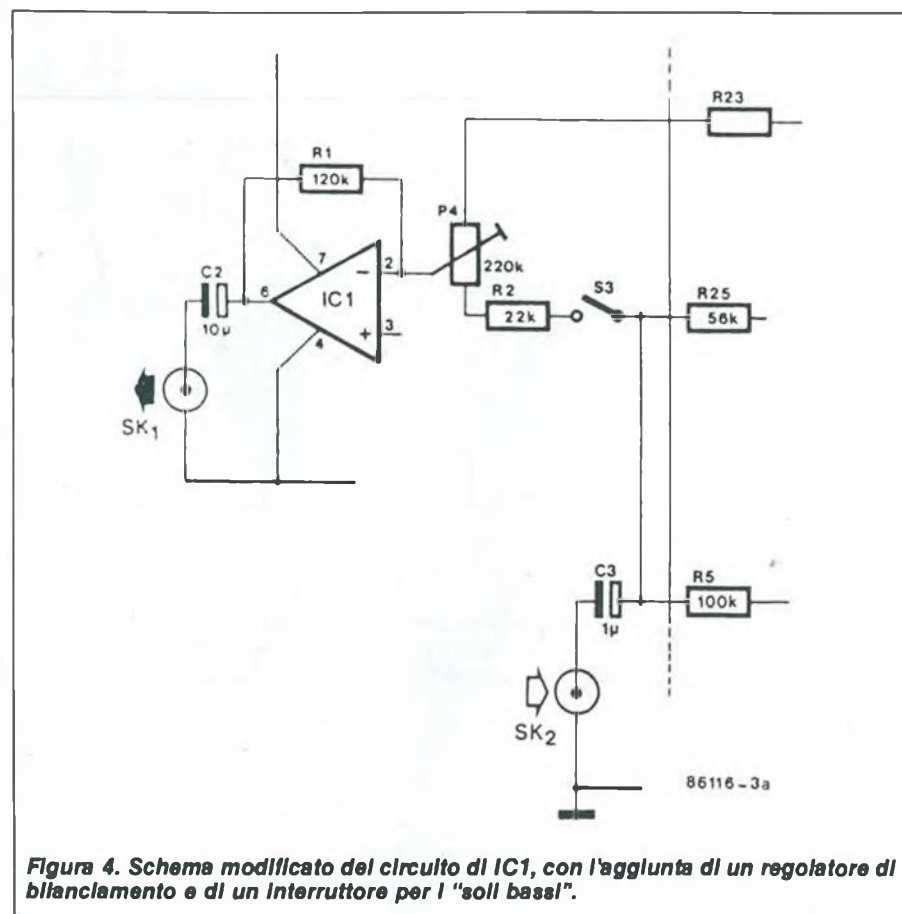 R23
R1
120k
P4
220k
7
2
C2
6
IC1
3
4
10µ
R2
22k
S3
R25
56k
SK1
C3
1µ
R5
100k
SK2
86116-3a
Figura 4. Schema modificato del circuito di IC1, con l'aggiunta di un regolatore di
bilanciamento e di un interruttore per i "soli bassi".